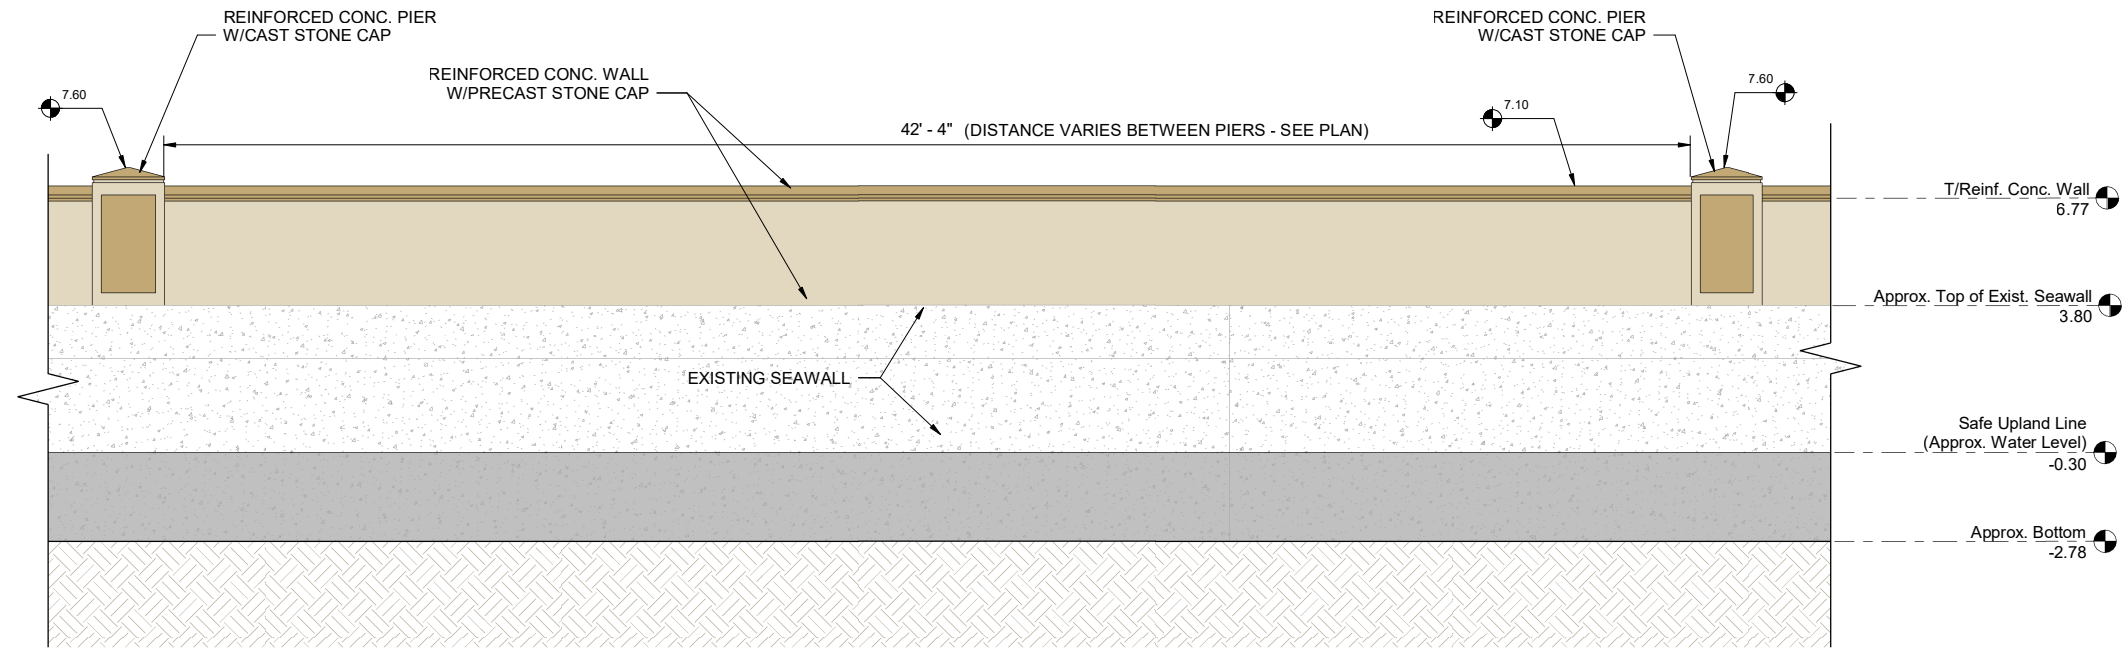 REINFORCED CONC. PIER
W/CAST STONE CAP
REINFORCED CONC. PIER
W/CAST STONE CAP
REINFORCED CONC. WALL
W/PRECAST STONE CAP
7.60
7.60
7.10
42' - 4" (DISTANCE VARIES BETWEEN PIERS - SEE PLAN)
T/Reinf. Conc. Wall
6.77
Approx. Top of Exist. Seawall
3.80
EXISTING SEAWALL
Safe Upland Line
(Approx. Water Level)
-0.30
Approx. Bottom
-2.78